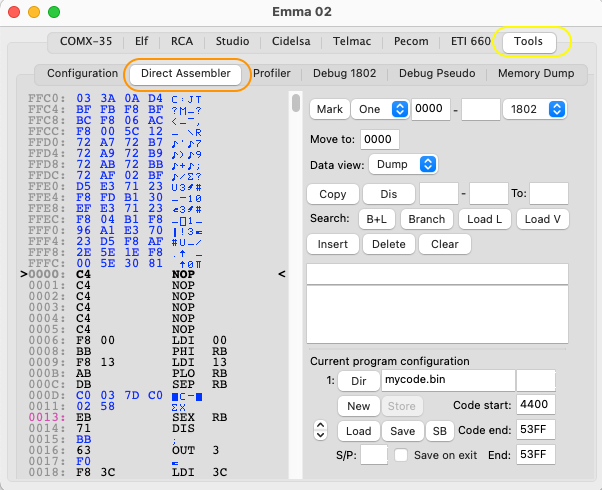 Emma 02
COMX-35 Elf RCA Studio Cidelsa Telmac Pecom ETI 660 Tools
Configuration Direct Assembler Profiler Debug 1802 Debug Pseudo Memory Dump
FFC0: 03 3A 0A D4
FFC4: BF FB F8 BF
FFC8: BC F8 06 AC
FFCC: F8 00 5C 12
FFD0: 72 A7 72 B7
FFD4: 72 A9 72 B9
FFD8: 72 AB 72 BB
FFDC: 72 AF 02 BF
FFE0: D5 E3 71 23
FFE4: F8 FD B1 30
FFE8: EF E3 71 23
FFEC: F8 04 B1 F8
FFF0: 96 A1 E3 70
FFF4: 23 D5 F8 AF
FFF8: 2E 5E 1E F8
FFFC: 00 5E 30 81
>0000: C4 NOP <
0001: C4 NOP
0002: C4 NOP
0003: C4 NOP
0004: C4 NOP
0005: C4 NOP
0006: F8 00 LDI 00
0008: BB PHI RB
0009: F8 13 LDI 13
000B: AB PLO RB
000C: DB SEP RB
000D: C0 03 7D C0
0011: 02 58
0013: EB SEX RB
0014: 71 DIS
0015: BB ;
0016: 63 OUT 3
0017: F0
0018: F8 3C LDI 3C
Mark One 0000 - 1802
Move to: 0000
Data view: Dump
Copy Dis - To:
Search: B+L Branch Load L Load V
Insert Delete Clear
Current program configuration
1: Dir mycode.bin
New Store Code start: 4400
Load Save SB Code end: 53FF
S/P: Save on exit End: 53FF